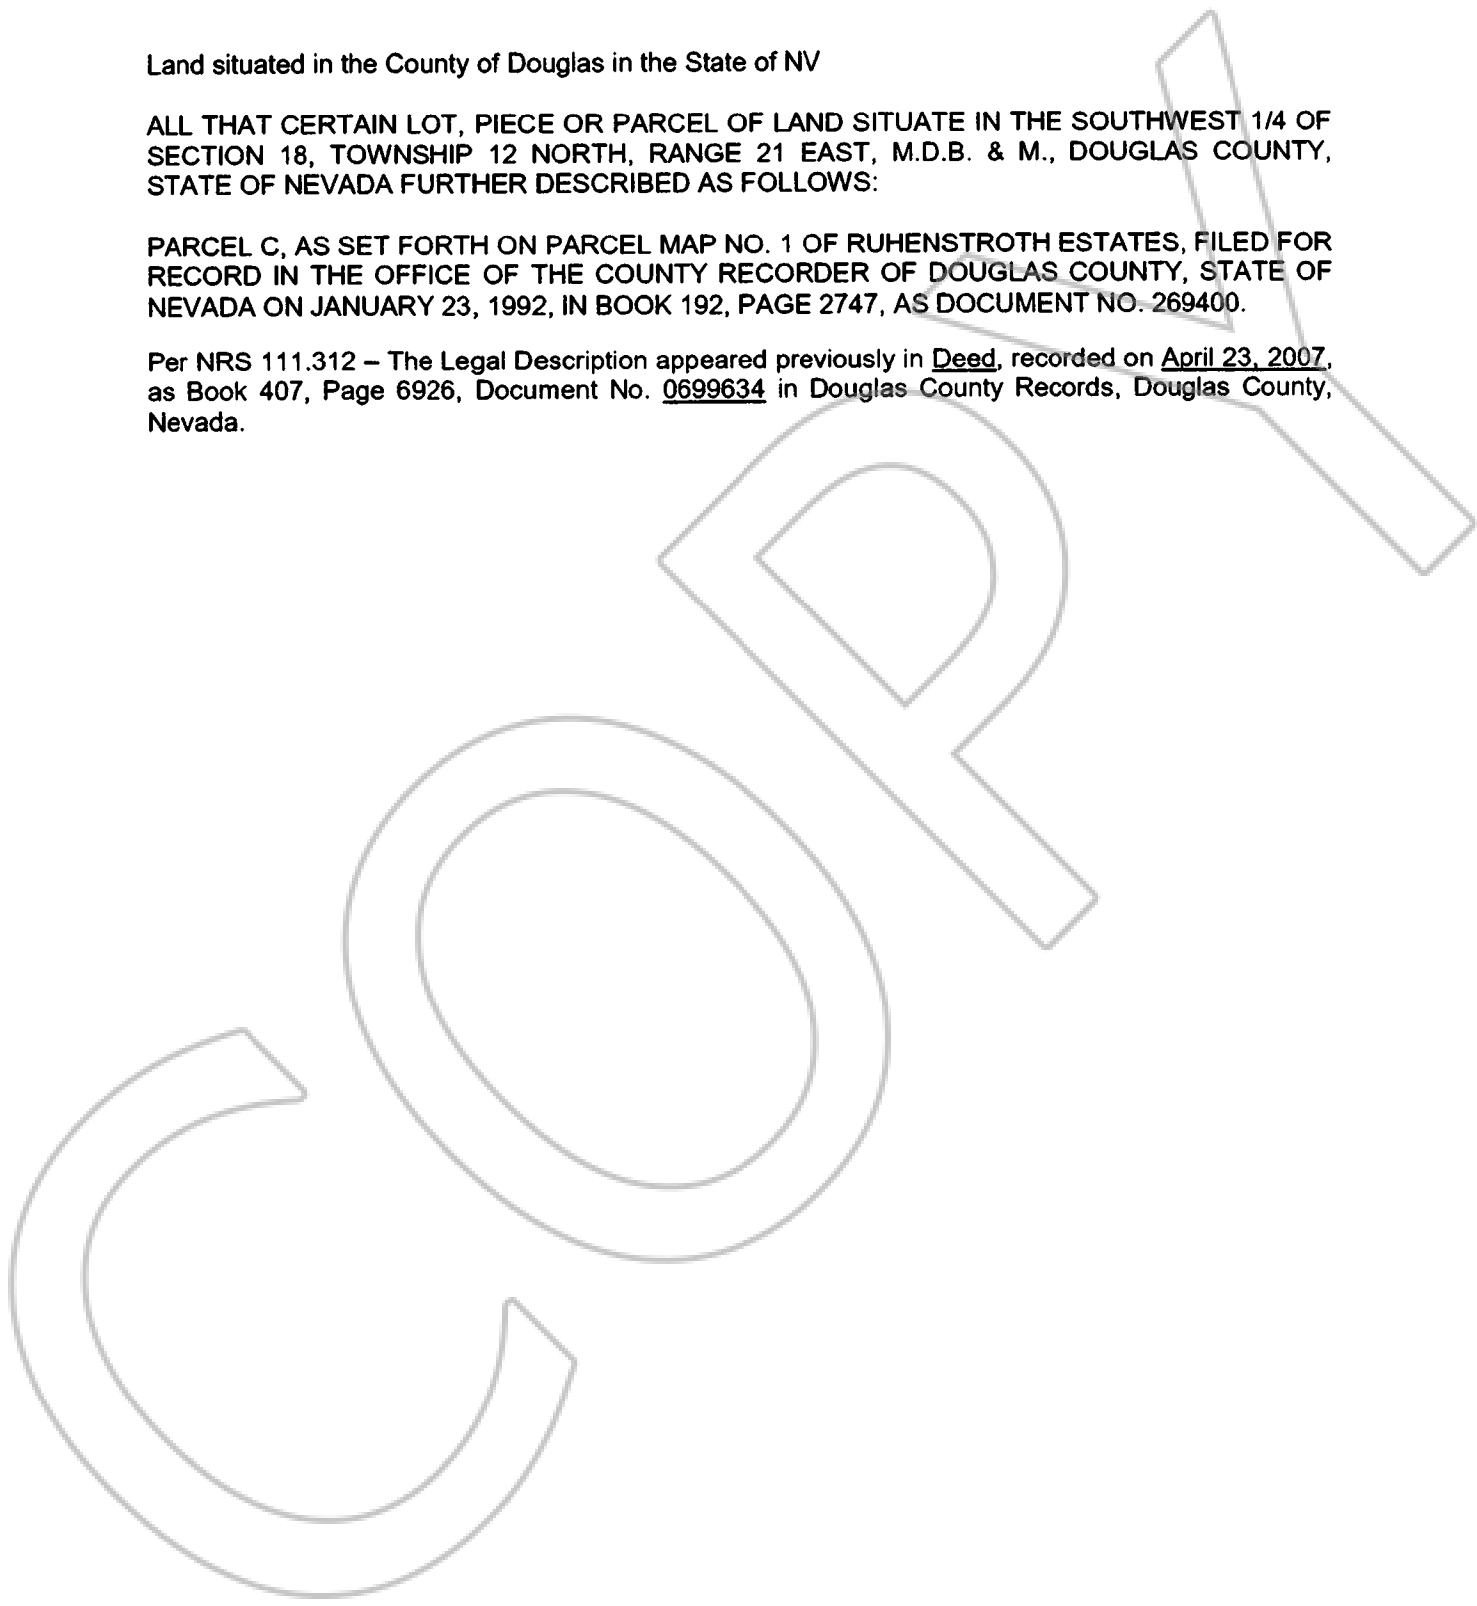 Land situated in the County of Douglas in the State of NV
ALL THAT CERTAIN LOT, PIECE OR PARCEL OF LAND SITUATE IN THE SOUTHWEST 1/4 OF
SECTION 18, TOWNSHIP 12 NORTH, RANGE 21 EAST, M.D.B. & M., DOUGLAS COUNTY,
STATE OF NEVADA FURTHER DESCRIBED AS FOLLOWS:
PARCEL C, AS SET FORTH ON PARCEL MAP NO. 1 OF RUHENSTROTH ESTATES, FILED FOR
RECORD IN THE OFFICE OF THE COUNTY RECORDER OF DOUGLAS COUNTY, STATE OF
NEVADA ON JANUARY 23, 1992, IN BOOK 192, PAGE 2747, AS DOCUMENT NO. 269400.
Per NRS 111.312 – The Legal Description appeared previously in Deed, recorded on April 23, 2007,
as Book 407, Page 6926, Document No. 0699634 in Douglas County Records, Douglas County,
Nevada.
COPY